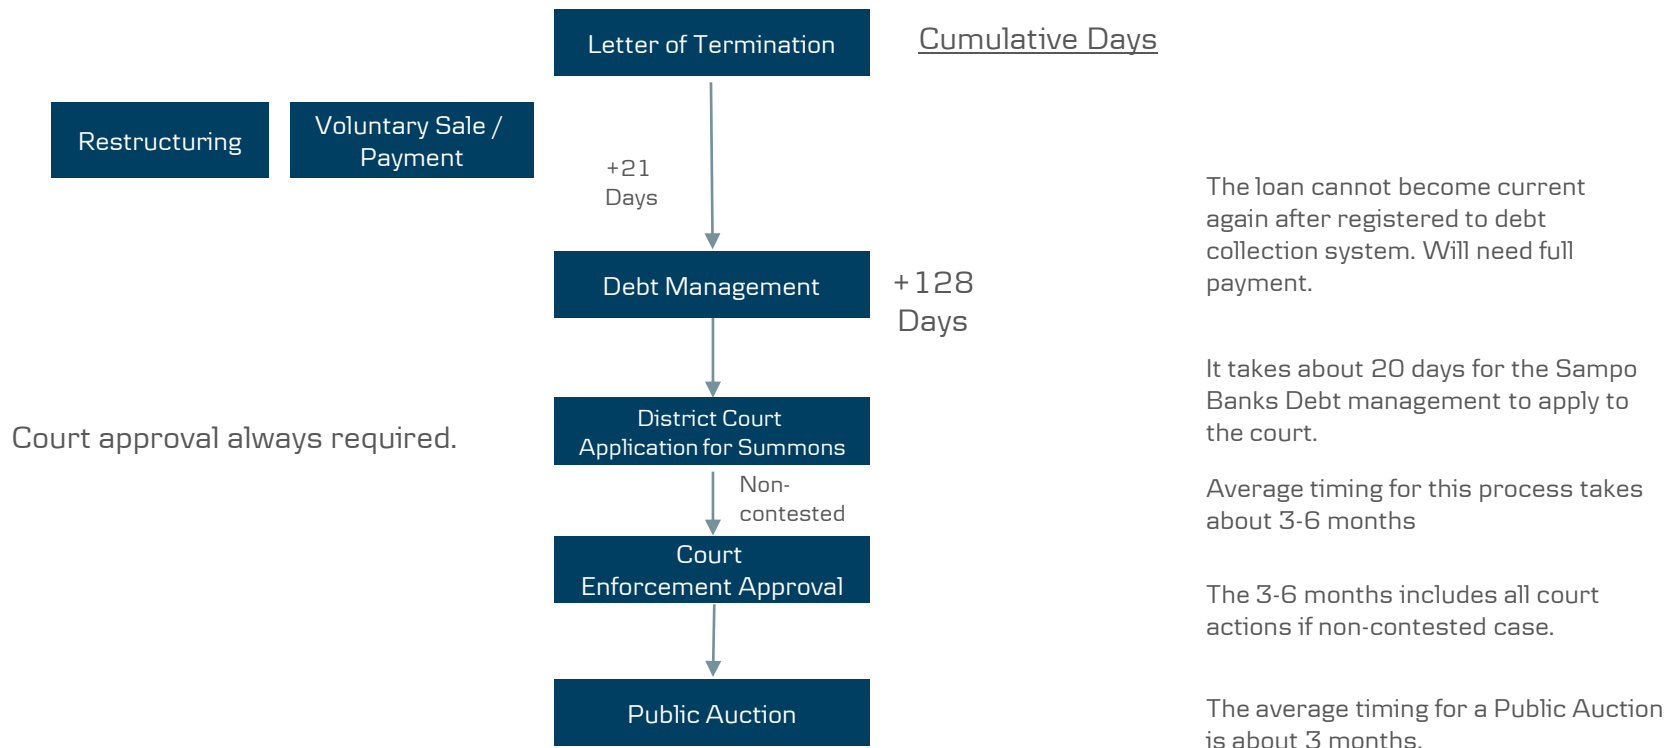 Letter of Termination
Cumulative Days
Restructuring
Voluntary Sale /
Payment
+21
Days
The loan cannot become current
again after registered to debt
collection system. Will need full
payment.
Debt Management
+128
Days
It takes about 20 days for the Sampo
Banks Debt management to apply to
the court.
District Court
Application for Summons
Court approval always required.
Non-
contested
Average timing for this process takes
about 3-6 months
Court
Enforcement Approval
The 3-6 months includes all court
actions if non-contested case.
Public Auction
The average timing for a Public Auction
is about 3 months.